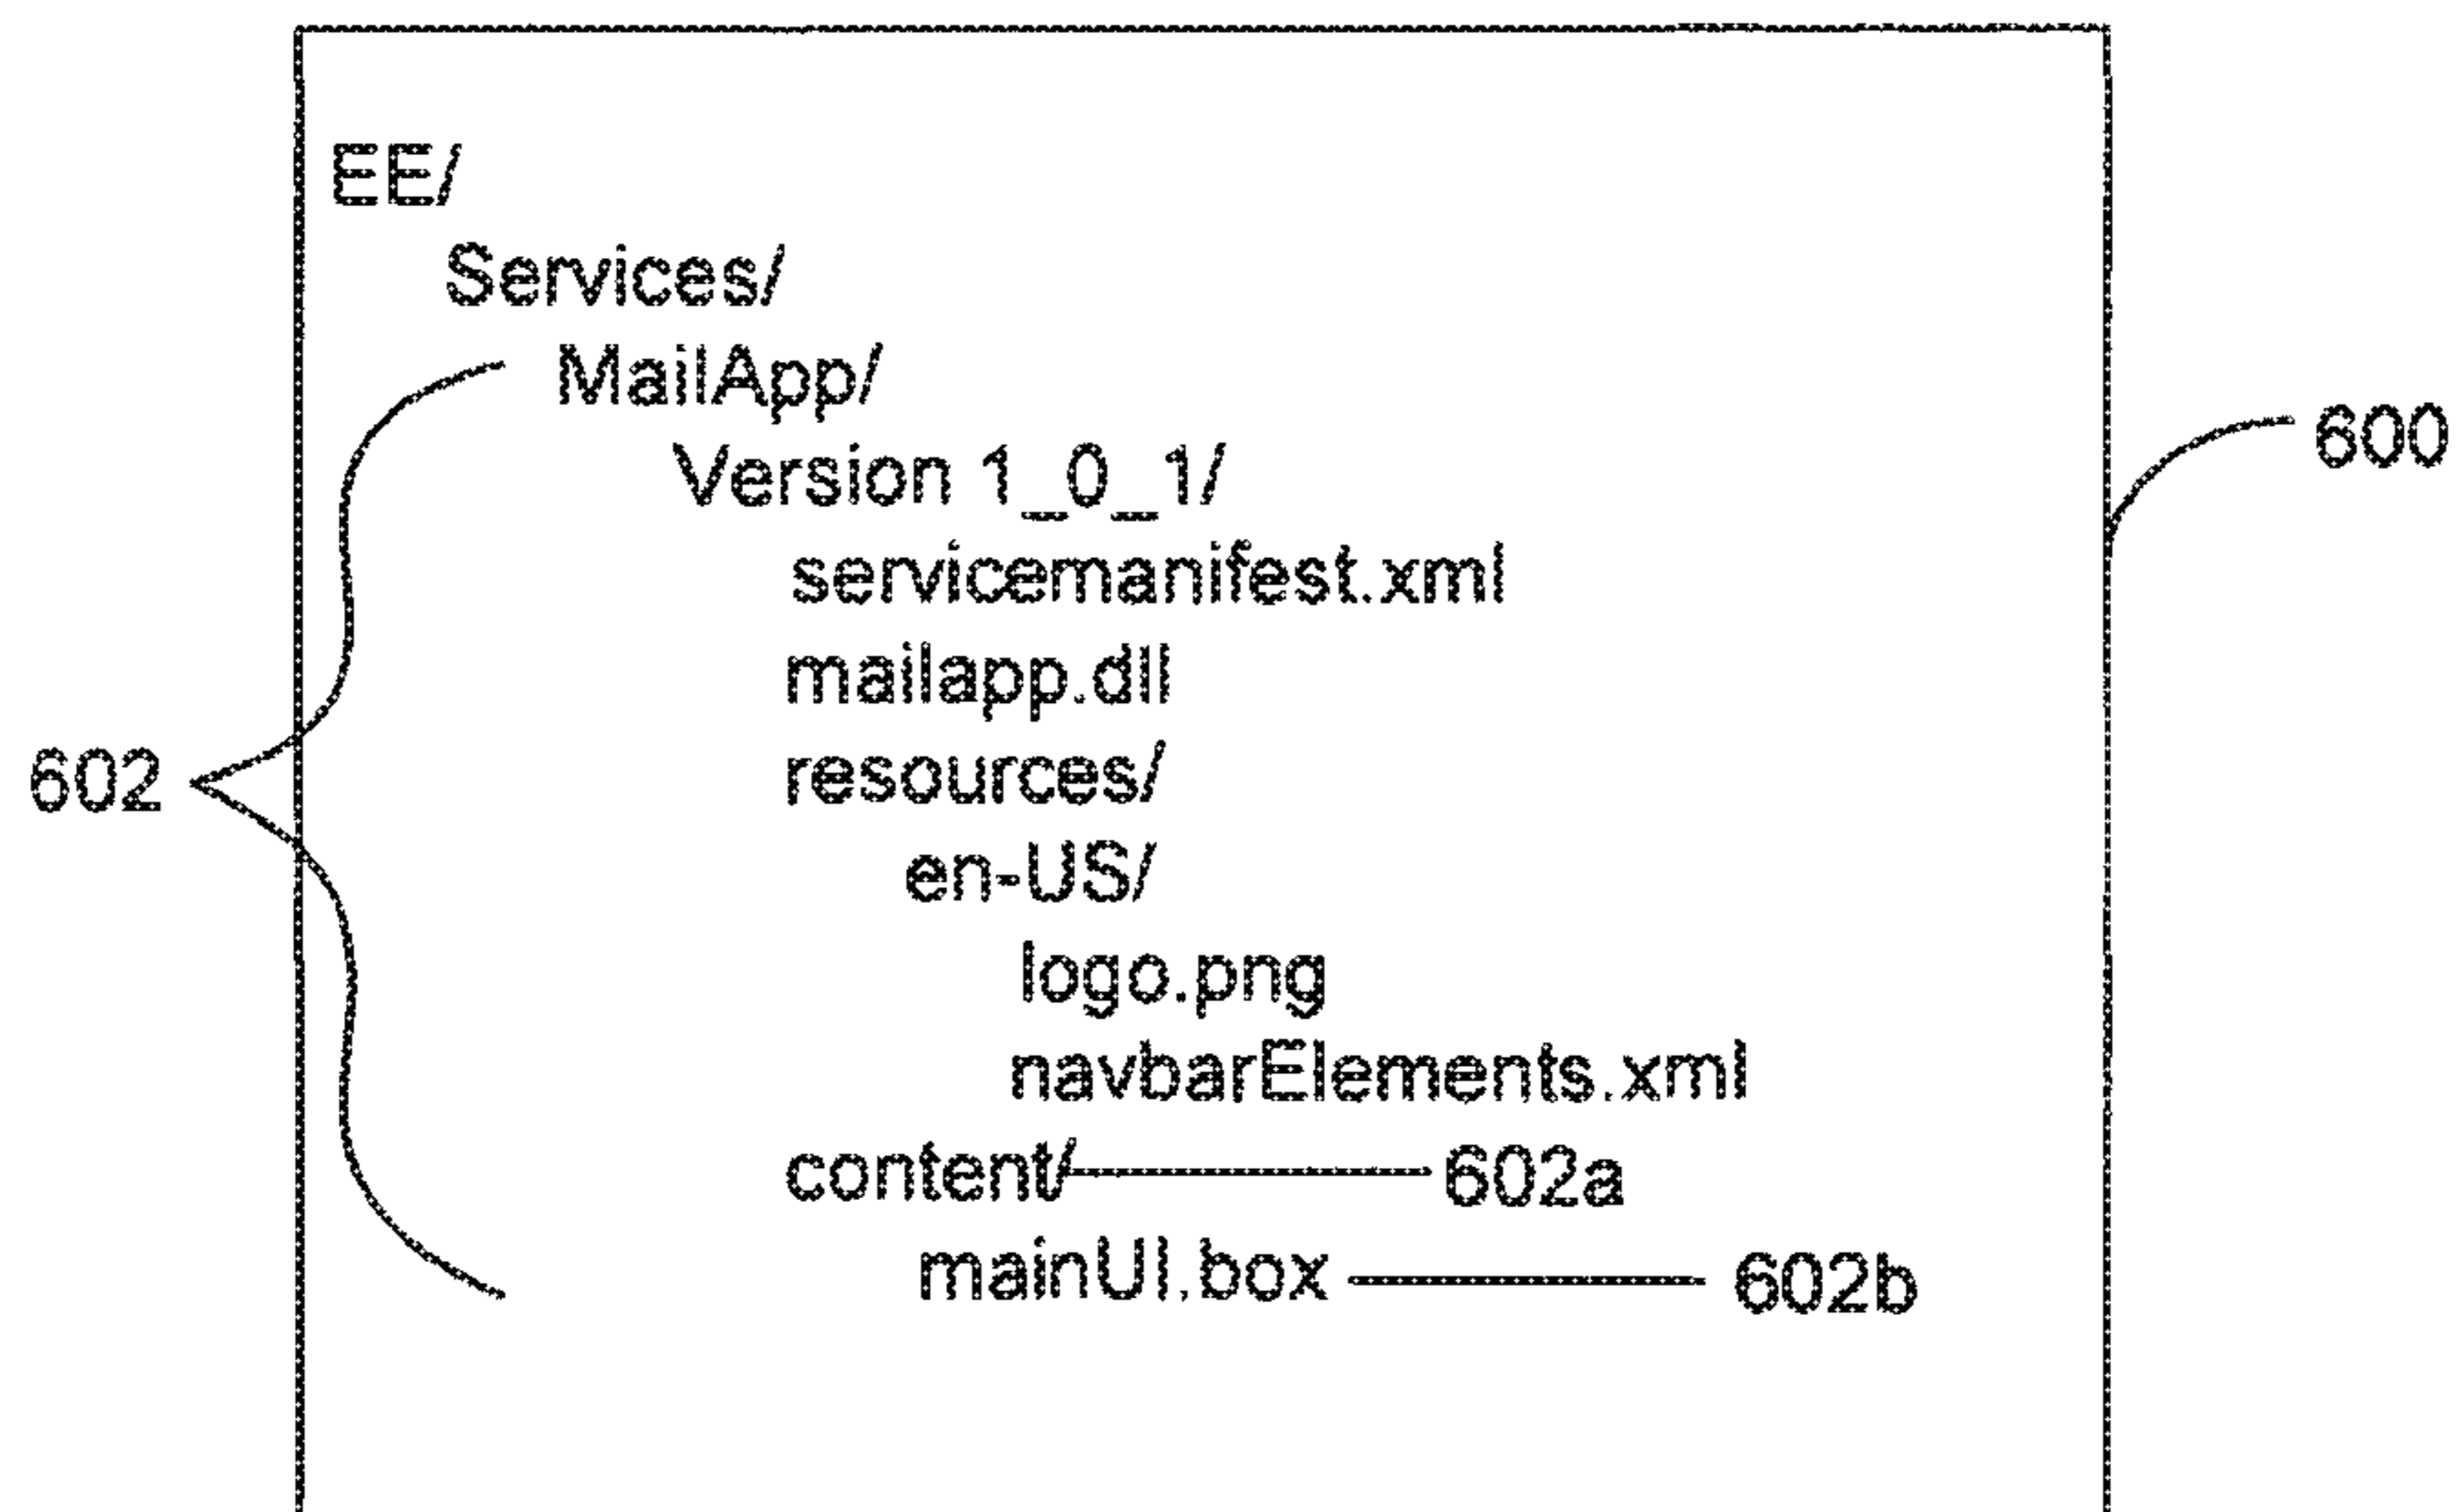 EE/
Services/
MailApp/
Version 1_0_1/
600
servicemanifest.xml
mailapp.dll
602
resources/
en-US/
logo.png
navbarElements.xml
content/ 602a
mainUI.box 602b